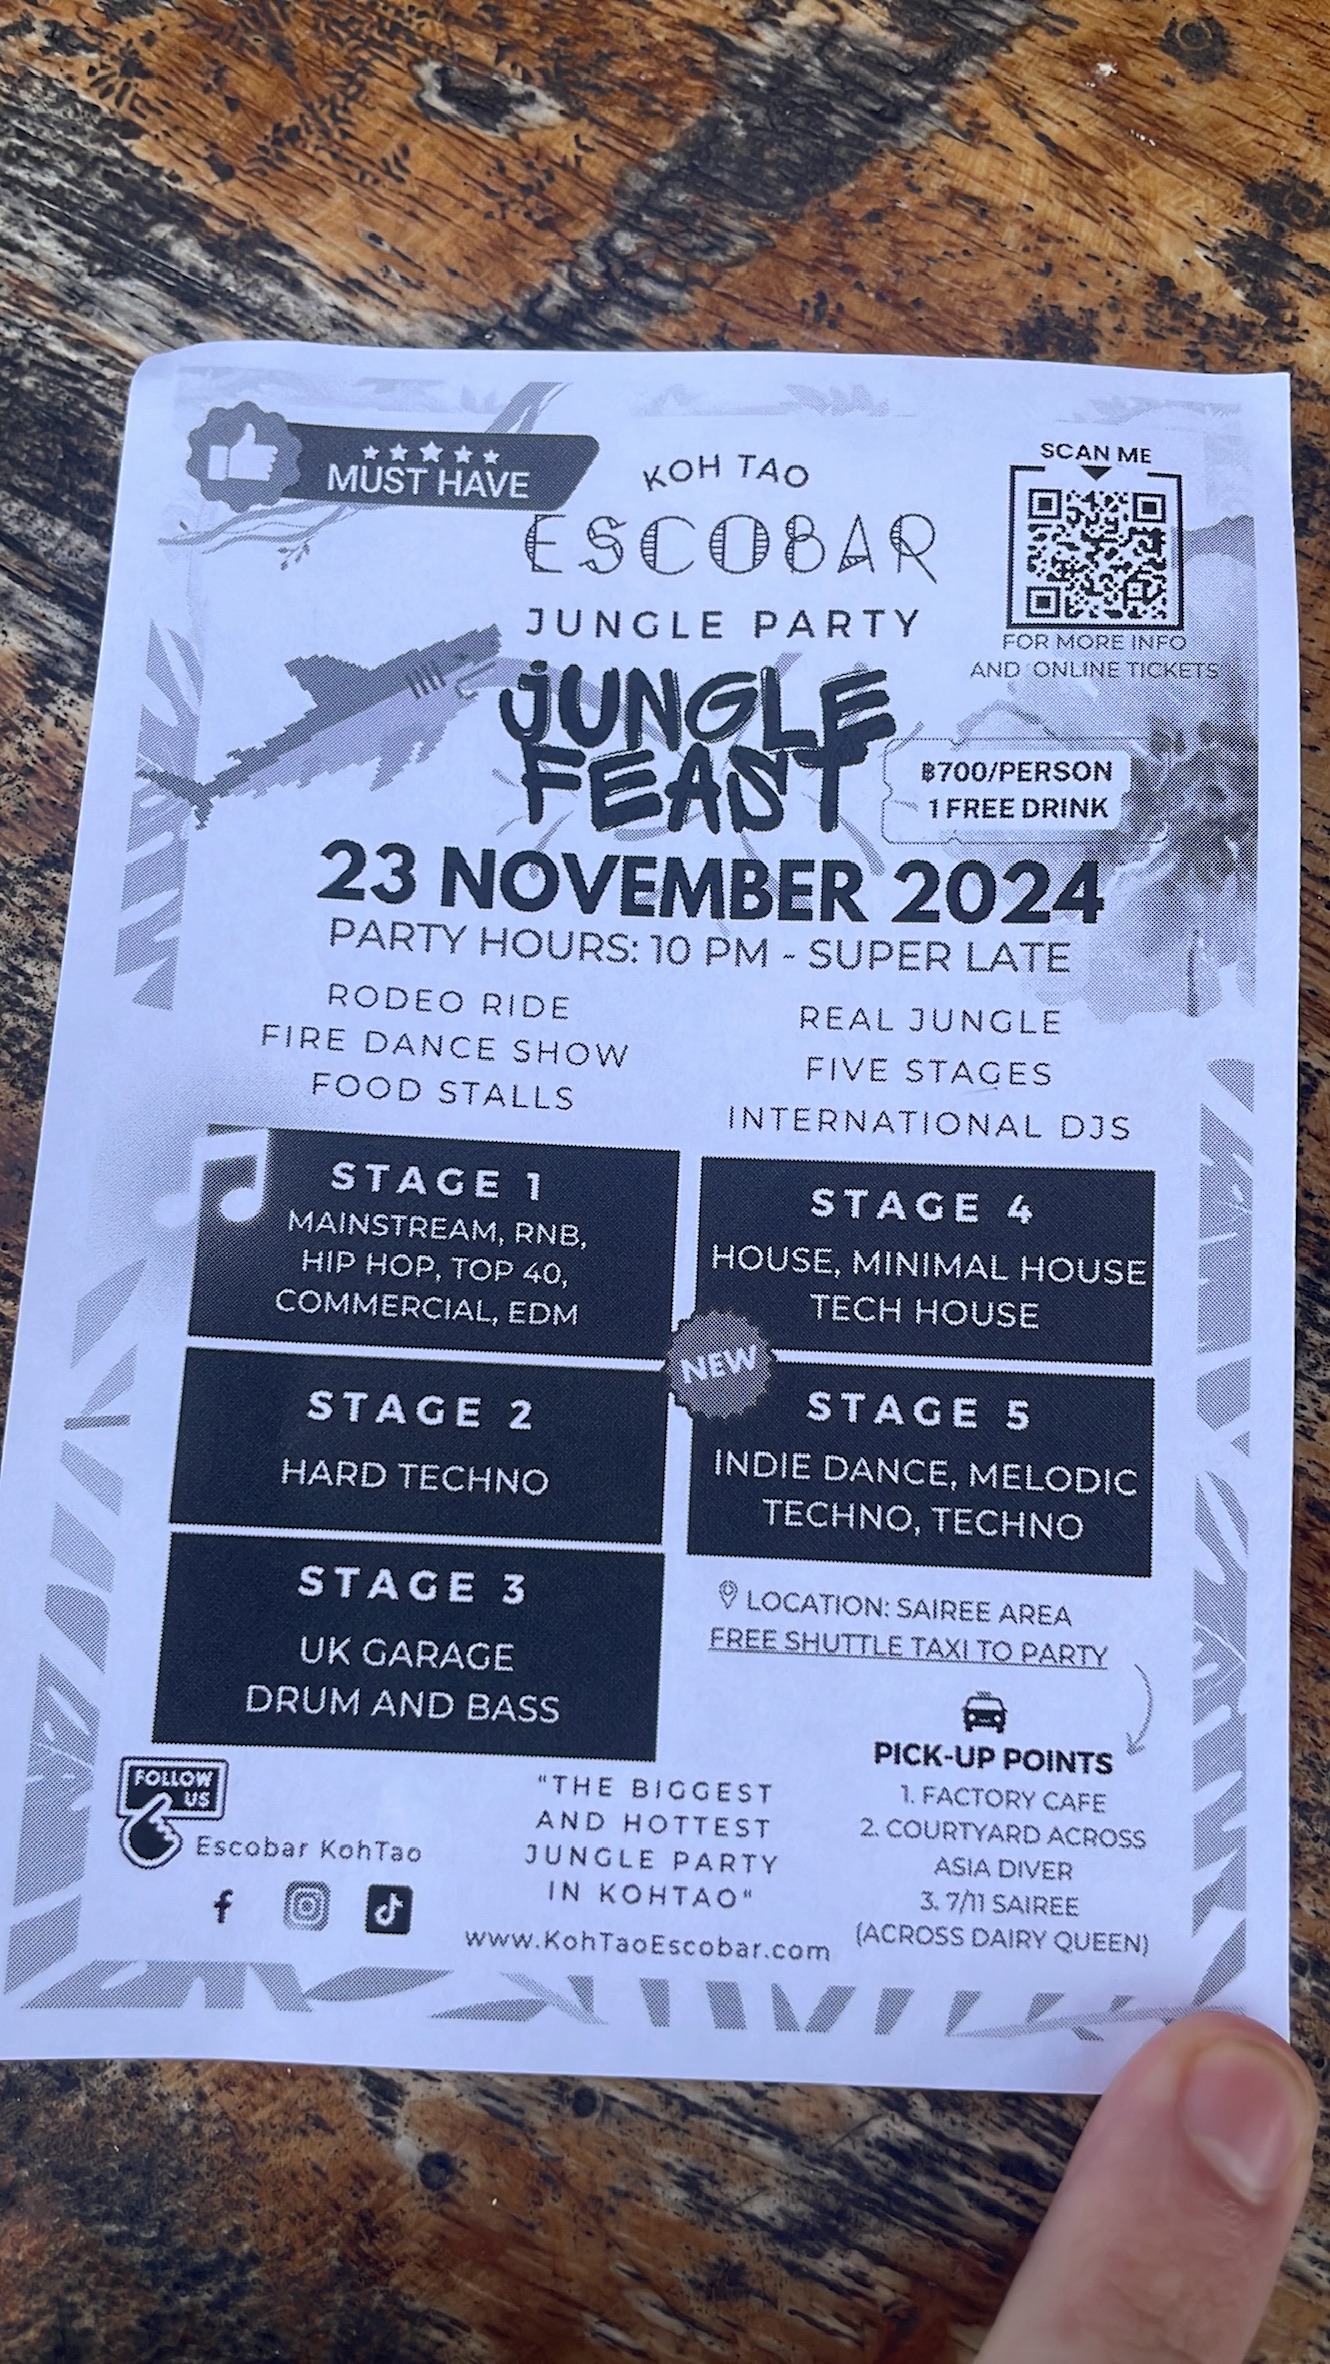 ★★★★★
MUST HAVE
KOH TAO
ESCOBAR
JUNGLE PARTY
SCAN ME
FOR MORE INFO
AND ONLINE TICKETS
JUNGLE
FEAST
฿700/PERSON
1 FREE DRINK
23 NOVEMBER 2024
PARTY HOURS: 10 PM - SUPER LATE
RODEO RIDE
FIRE DANCE SHOW
FOOD STALLS
REAL JUNGLE
FIVE STAGES
INTERNATIONAL DJS
STAGE 1
MAINSTREAM, RNB,
HIP HOP, TOP 40,
COMMERCIAL, EDM
STAGE 2
HARD TECHNO
STAGE 3
UK GARAGE
DRUM AND BASS
STAGE 4
HOUSE, MINIMAL HOUSE
TECH HOUSE
NEW
STAGE 5
INDIE DANCE, MELODIC
TECHNO, TECHNO
LOCATION: SAIREE AREA
FREE SHUTTLE TAXI TO PARTY
PICK-UP POINTS
1. FACTORY CAFE
2. COURTYARD ACROSS
ASIA DIVER
3. 7/11 SAIREE
(ACROSS DAIRY QUEEN)
FOLLOW
US
Escobar KohTao
"THE BIGGEST
AND HOTTEST
JUNGLE PARTY
IN KOHTAO"
www.KohTaoEscobar.com